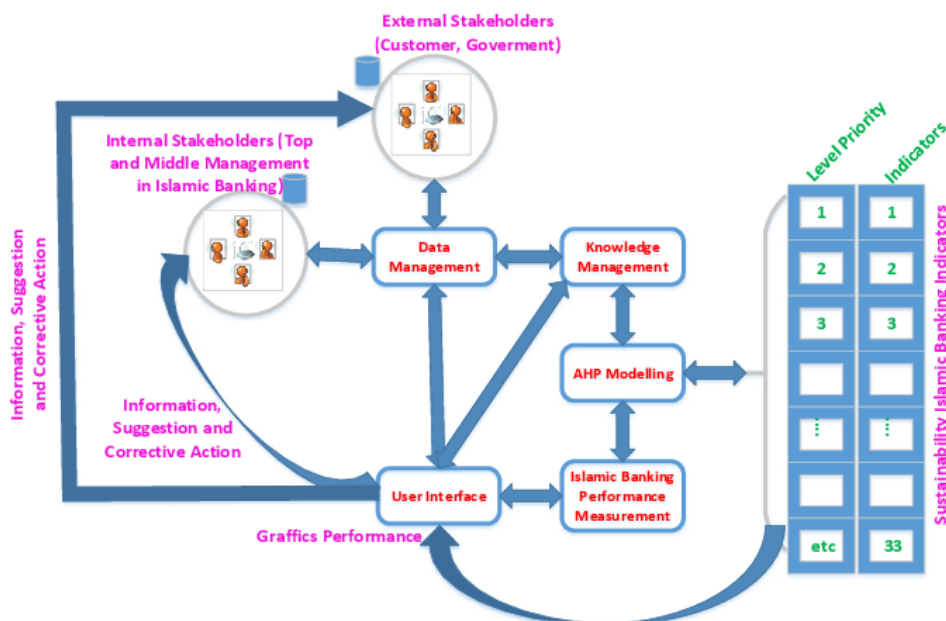 External Stakeholders
(Customer, Goverment)
Internal Stakeholders (Top
and Middle Management
in Islamic Banking)
Information, Suggestion
and Corrective Action
Information,
Suggestion and
Corrective Action
Data
Management
Knowledge
Management
AHP Modelling
User Interface
Islamic Banking
Performance
Measurement
Graffics Performance
Level Priority
Indicators
1
1
2
2
3
3
⋮
⋮
etc
33
Sustainability Islamic Banking Indicators